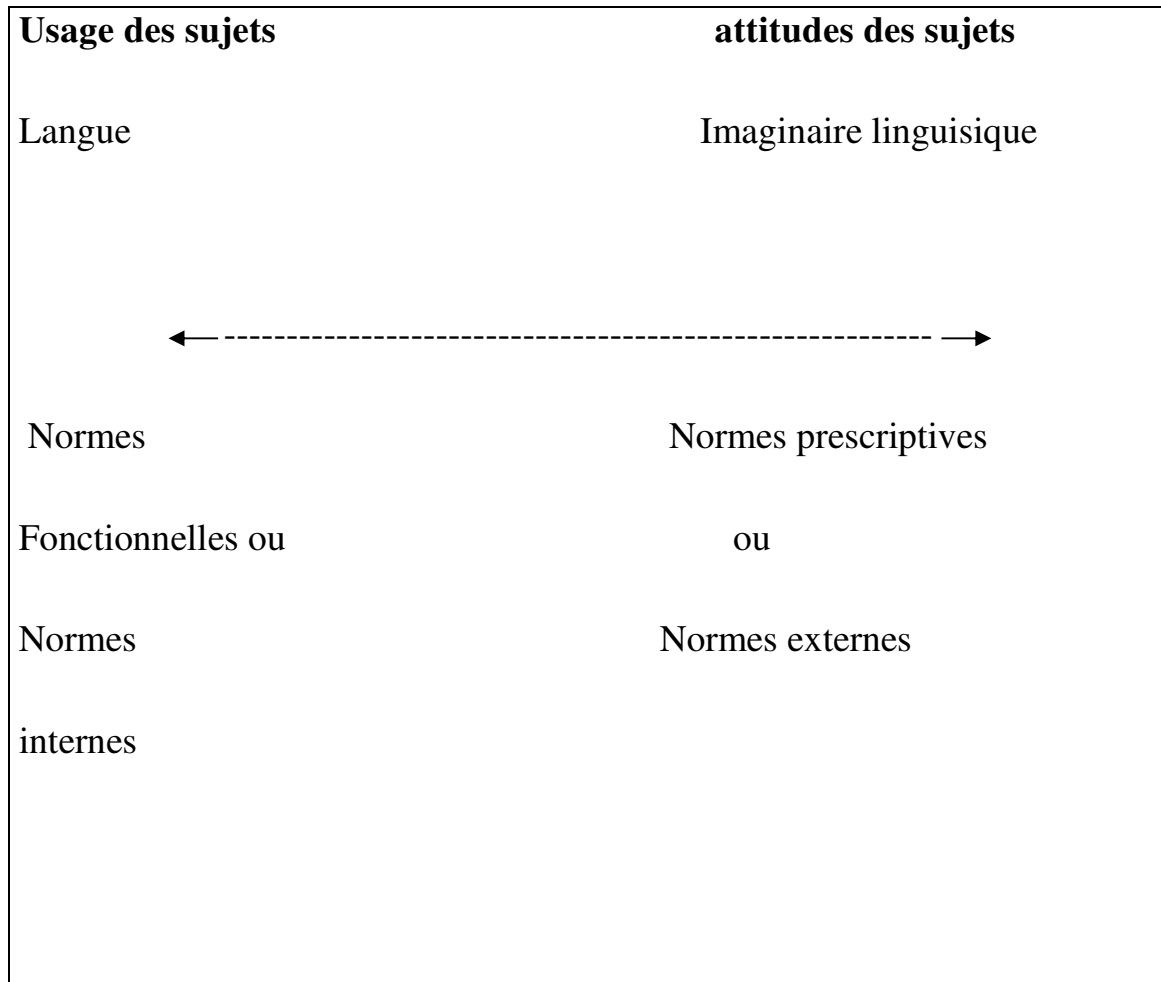 Usage des sujets attitudes des sujets
Langue Imaginaire linguisique
Normes Normes prescriptives
Fonctionnelles ou ou
Normes Normes externes
internes